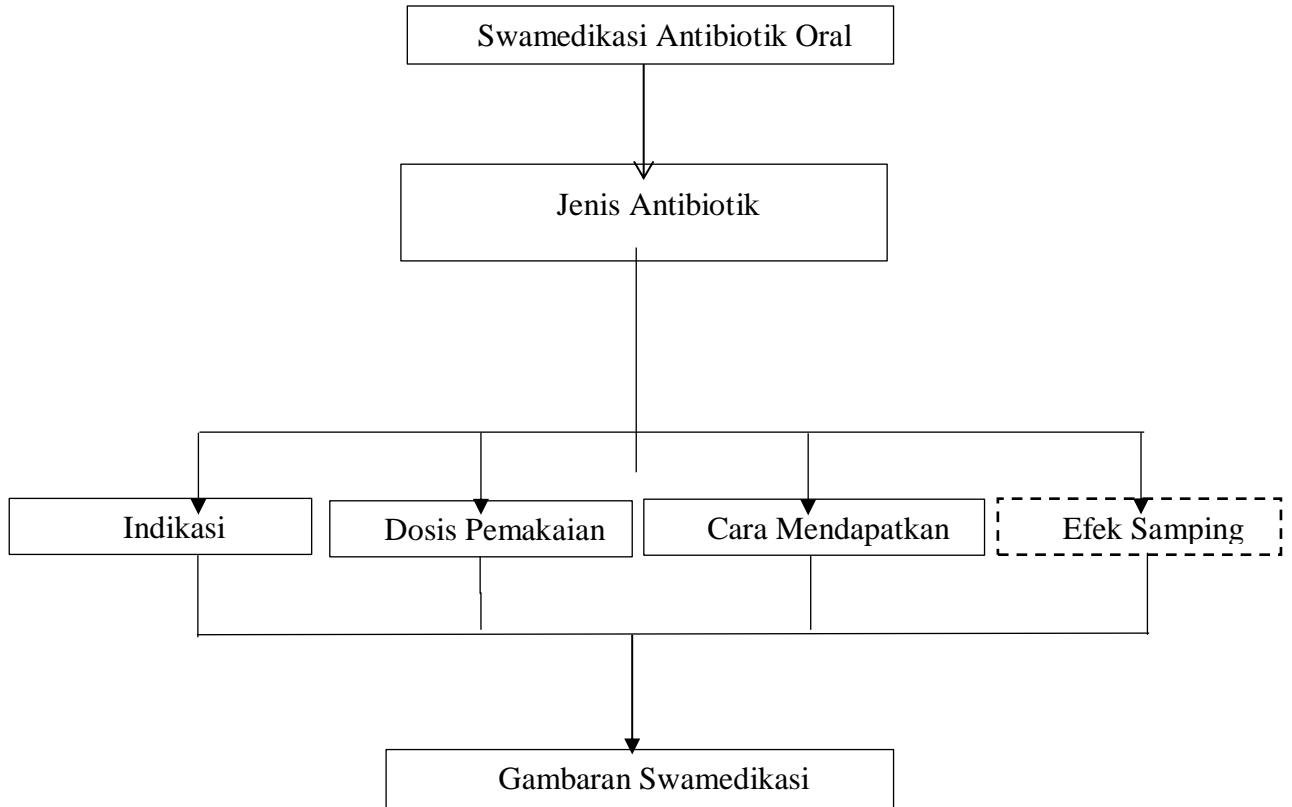 Swamedikasi Antibiotik Oral
Jenis Antibiotik
Indikasi
Dosis Pemakaian
Cara Mendapatkan
Efek Samping
Gambaran Swamedikasi